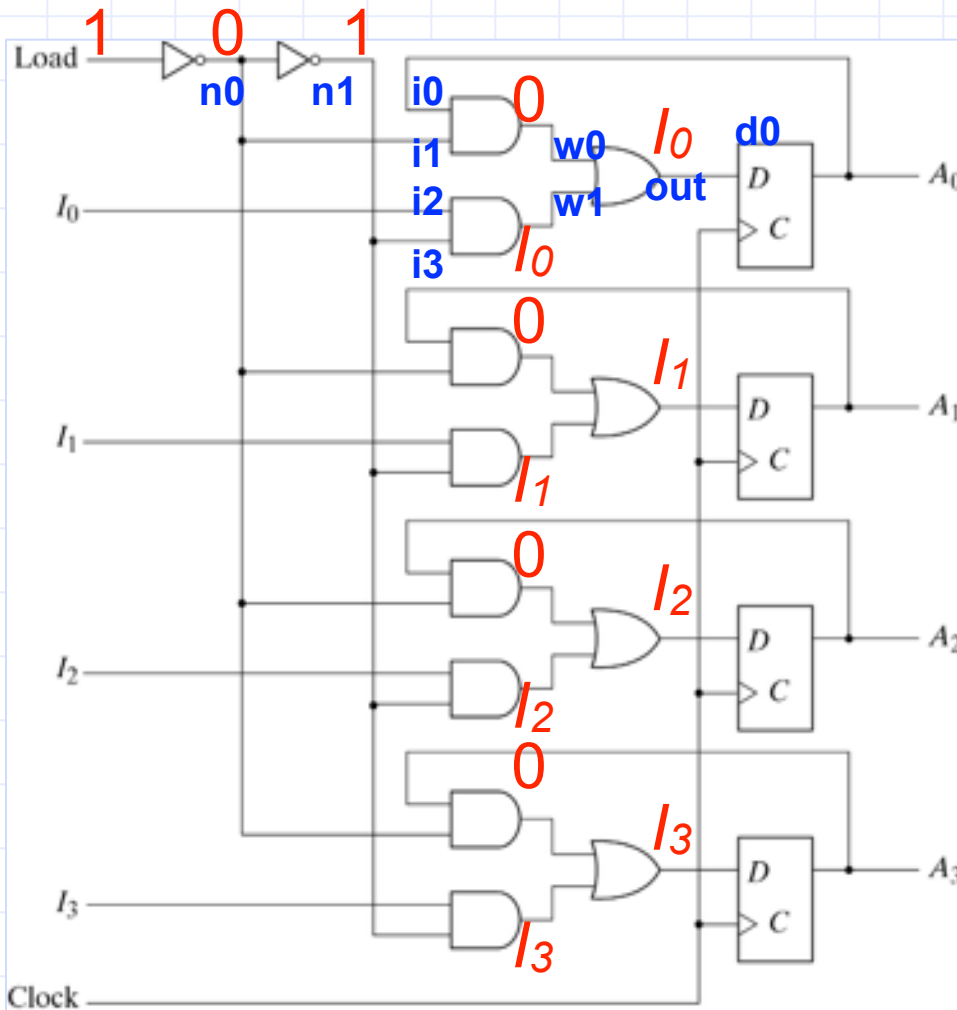 1 0 1
Load
n0 n1
i0 0
w0 I0 d0
i1
i2 w1 out D A0
I0
C
i3 I0
0
I1
D A1
I1
C
I1
0
I2
D A2
I2
C
I2
0
I3
D A3
I3
C
I3
Clock